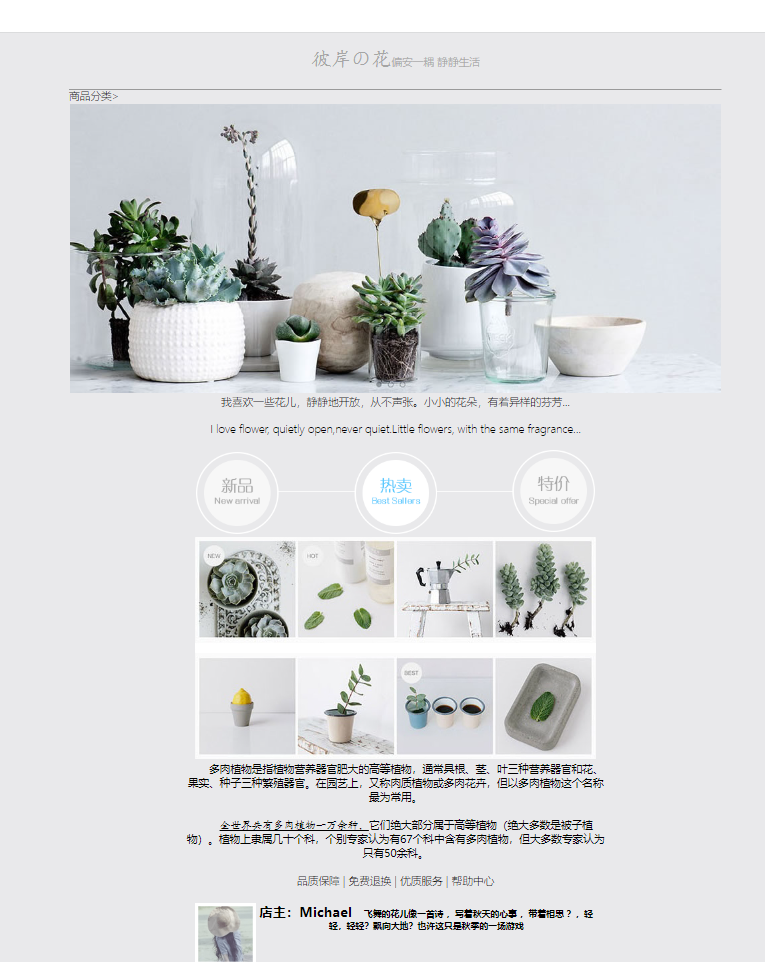 彼岸の花偏安一耦 静静生活
商品分类>
我喜欢一些花儿，静静地开放，从不声张。小小的花朵，有着异样的芬芳...
I love flower, quietly open,never quiet.Little flowers, with the same fragrance...
新品
New arrival
热卖
Best Sellers
特价
Special offer
NEW
HOT
BEST
多肉植物是指植物营养器官肥大的高等植物，通常具根、茎、叶三种营养器官和花、
果实、种子三种繁殖器官。在园艺上，又称肉质植物或多肉花卉，但以多肉植物这个名称
最为常用。
全世界共有多肉植物一万余种，它们绝大部分属于高等植物（绝大多数是被子植
物）。植物上隶属几十个科，个别专家认为有67个科中含有多肉植物，但大多数专家认为
只有50余科。
品质保障 | 免费退换 | 优质服务 | 帮助中心
店主：Michael 飞舞的花儿像一首诗 ，写着秋天的心事 ，带着相思？，轻
轻，轻轻？飘向大地？也许这只是秋季的一场游戏